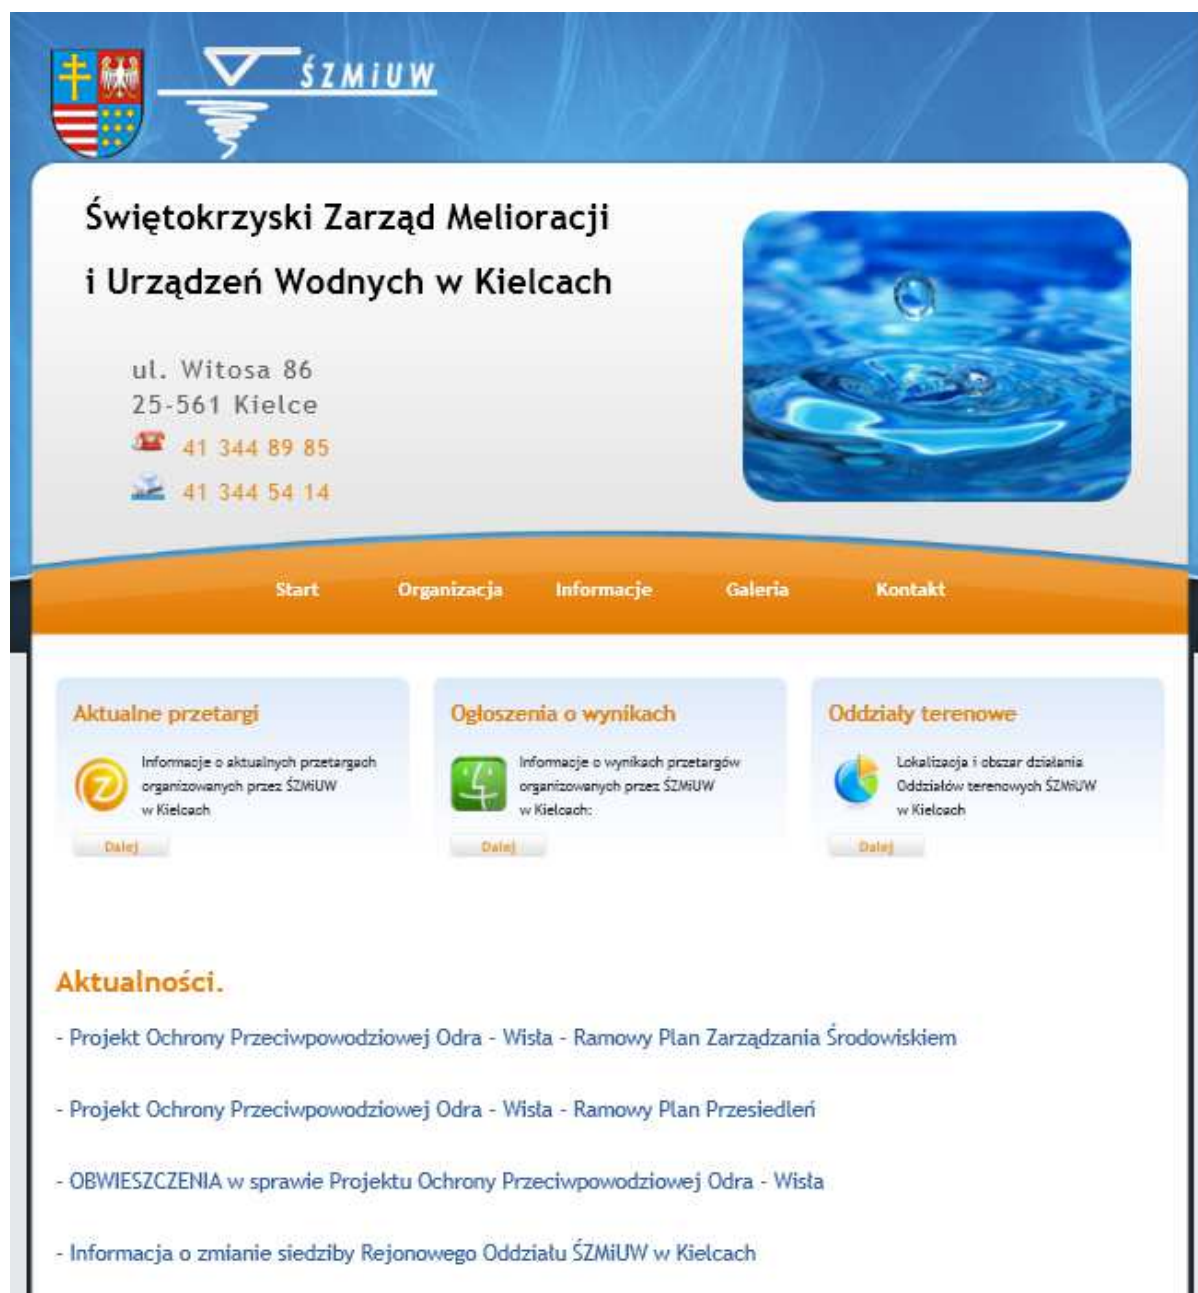 ŚZMiUW
Świętokrzyski Zarząd Melioracji
i Urządzeń Wodnych w Kielcach
ul. Witosa 86
25-561 Kielce
41 344 89 85
41 344 54 14
Start Organizacja Informacje Galeria Kontakt
Aktualne przetargi
Informacje o aktualnych przetargach
organizowanych przez ŚZMiUW
w Kielcach
Dalej
Ogłoszenia o wynikach
Informacje o wynikach przetargów
organizowanych przez ŚZMiUW
w Kielcach:
Dalej
Oddziały terenowe
Lokalizacja i obszar działania
Oddziałów terenowych ŚZMiUW
w Kielcach
Dalej
Aktualności.
- Projekt Ochrony Przeciwpowodziowej Odra - Wisła - Ramowy Plan Zarządzania Środowiskiem
- Projekt Ochrony Przeciwpowodziowej Odra - Wisła - Ramowy Plan Przesiedleń
- OBWIESZCZENIA w sprawie Projektu Ochrony Przeciwpowodziowej Odra - Wisła
- Informacja o zmianie siedziby Rejonowego Oddziału ŚZMiUW w Kielcach